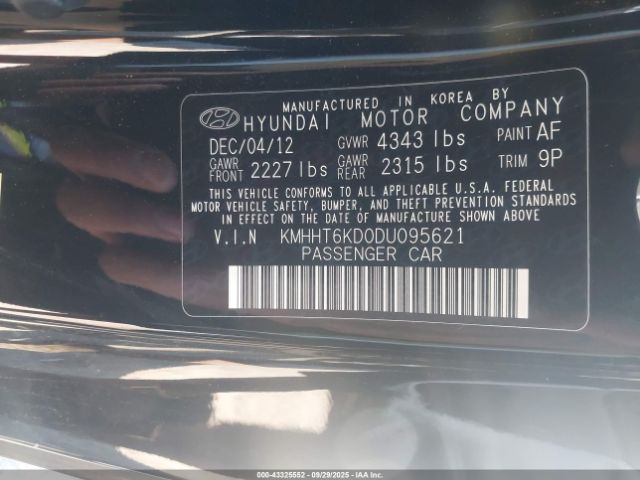 MANUFACTURED IN KOREA BY
HYUNDAI MOTOR COMPANY
DEC/04/12 GVWR 4343 lbs PAINT AF
GAWR FRONT 2227 lbs GAWR REAR 2315 lbs TRIM 9P
THIS VEHICLE CONFORMS TO ALL APPLICABLE U.S.A. FEDERAL
MOTOR VEHICLE SAFETY, BUMPER, AND THEFT PREVENTION STANDARDS
IN EFFECT ON THE DATE OF MANUFACTURE SHOWN ABOVE
V.I.N KMHHT6KD0DU095621
PASSENGER CAR
000-43325552 | 09/29/2025 | IAA, Inc.